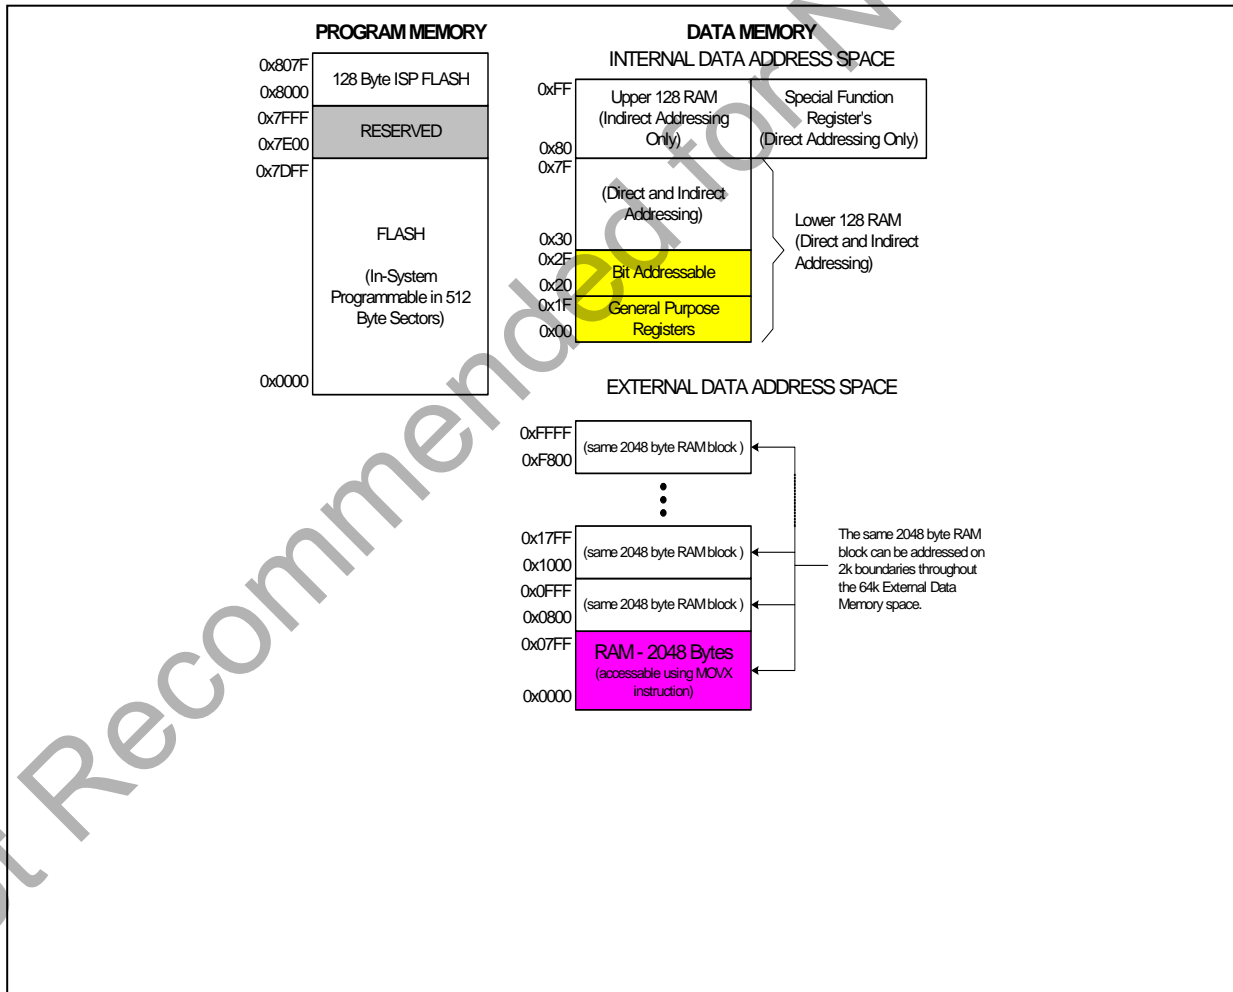 PROGRAM MEMORY
0x807F
0x8000
128 Byte ISP FLASH
0x7FFF
0x7E00
RESERVED
0x7DFF
FLASH
(In-System
Programmable in 512
Byte Sectors)
0x0000
DATA MEMORY
INTERNAL DATA ADDRESS SPACE
0xFF
Upper 128 RAM
(Indirect Addressing
Only)
0x80
Special Function
Register's
(Direct Addressing Only)
0x7F
(Direct and Indirect
Addressing)
0x30
Lower 128 RAM
(Direct and Indirect
Addressing)
0x2F
Bit Addressable
0x20
0x1F
General Purpose
Registers
0x00
EXTERNAL DATA ADDRESS SPACE
0xFFFF
(same 2048 byte RAM block )
0xF800
0x17FF
(same 2048 byte RAM block )
0x1000
0x0FFF
(same 2048 byte RAM block )
0x0800
0x07FF
RAM - 2048 Bytes
(accessable using MOVX
instruction)
0x0000
The same 2048 byte RAM
block can be addressed on
2k boundaries throughout
the 64k External Data
Memory space.
Recommended for